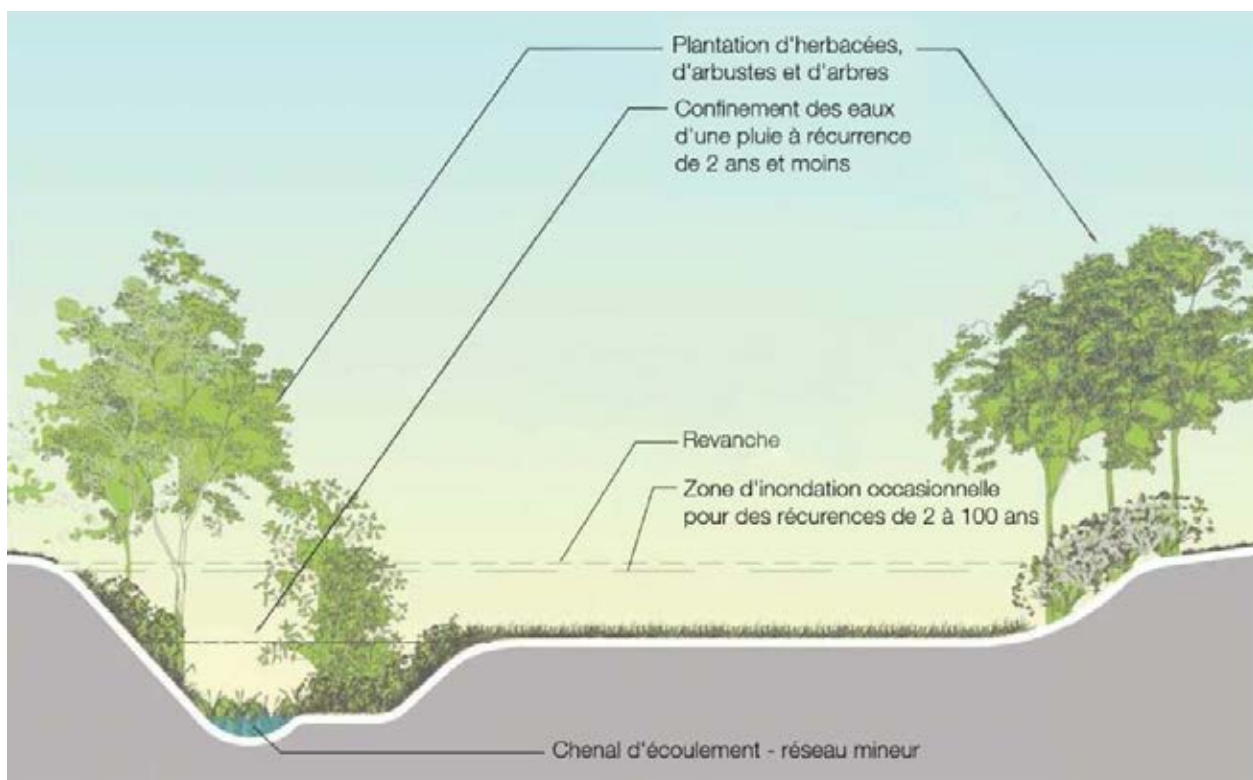 Plantation d'herbacées,
d'arbustes et d'arbres
Confinement des eaux
d'une pluie à récurrence
de 2 ans et moins
Revanche
Zone d'inondation occasionnelle
pour des récurences de 2 à 100 ans
Chenal d'écoulement - réseau mineur